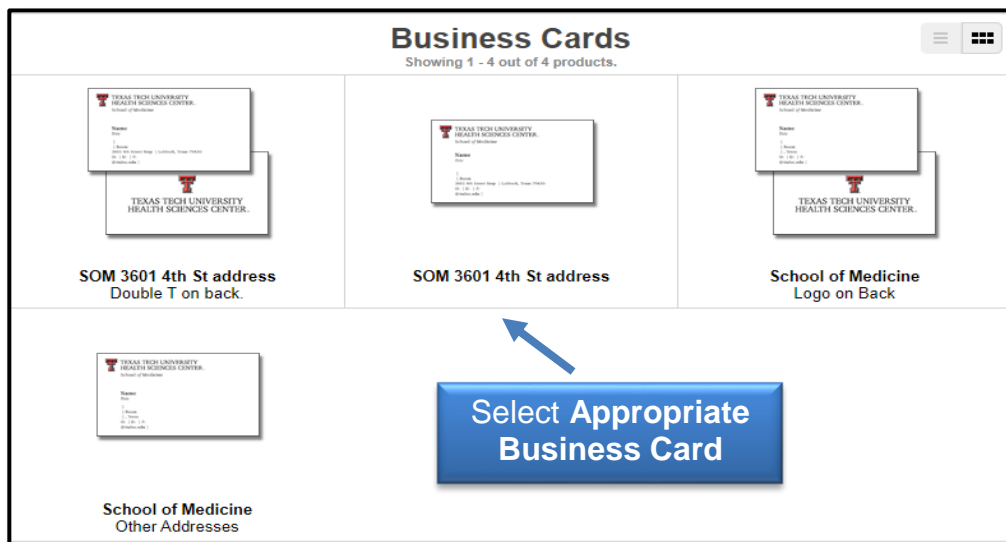 Business Cards
Showing 1 - 4 out of 4 products.
TEXAS TECH UNIVERSITY
HEALTH SCIENCES CENTER.
School of Medicine
Name
TEXAS TECH UNIVERSITY
HEALTH SCIENCES CENTER.
SOM 3601 4th St address
Double T on back.
TEXAS TECH UNIVERSITY
HEALTH SCIENCES CENTER.
School of Medicine
Name
SOM 3601 4th St address
TEXAS TECH UNIVERSITY
HEALTH SCIENCES CENTER.
School of Medicine
Name
TEXAS TECH UNIVERSITY
HEALTH SCIENCES CENTER.
School of Medicine
Logo on Back
TEXAS TECH UNIVERSITY
HEALTH SCIENCES CENTER.
School of Medicine
Name
School of Medicine
Other Addresses
Select Appropriate
Business Card